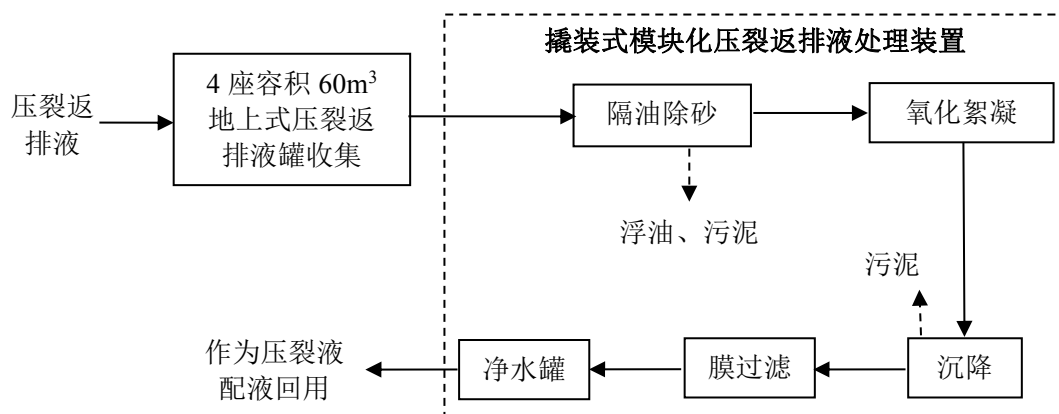 撬装式模块化压裂返排液处理装置
压裂返
排液
4 座容积 60m³
地上式压裂返
排液罐收集
隔油除砂
氧化絮凝
浮油、污泥
污泥
作为压裂液
配液回用
净水罐
膜过滤
沉降